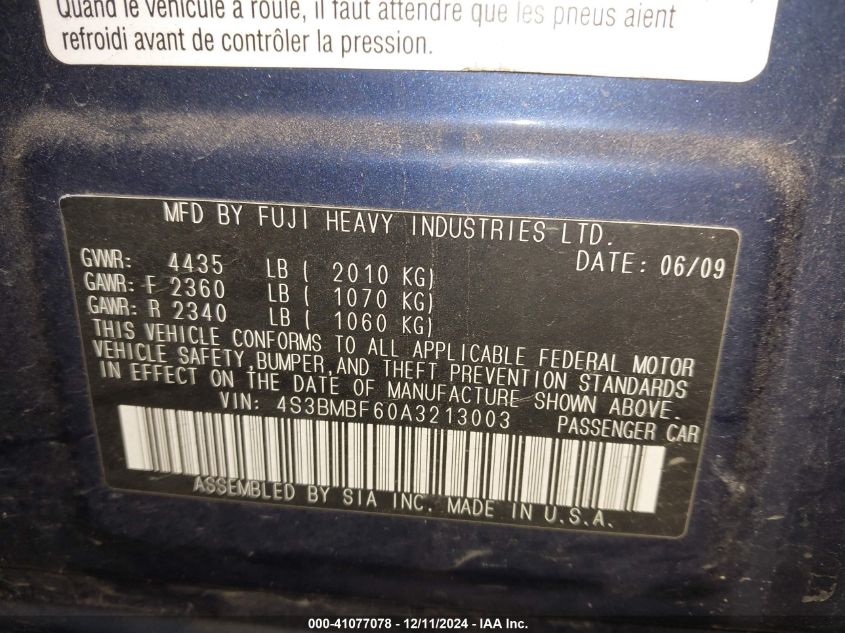 Quand le véhicule a roulé, il faut attendre que les pneus aient
refroidi avant de contrôler la pression.
MFD BY FUJI HEAVY INDUSTRIES LTD.
DATE: 06/09
GVWR: 4435 LB ( 2010 KG)
GAWR: F 2360 LB ( 1070 KG)
GAWR: R 2340 LB ( 1060 KG)
THIS VEHICLE CONFORMS TO ALL APPLICABLE FEDERAL MOTOR
VEHICLE SAFETY,BUMPER,AND THEFT PREVENTION STANDARDS
IN EFFECT ON THE DATE OF MANUFACTURE SHOWN ABOVE.
VIN: 4S3BMBF60A3213003 PASSENGER CAR
ASSEMBLED BY SIA INC. MADE IN U.S.A.
000-41077078 - 12/11/2024 - IAA Inc.